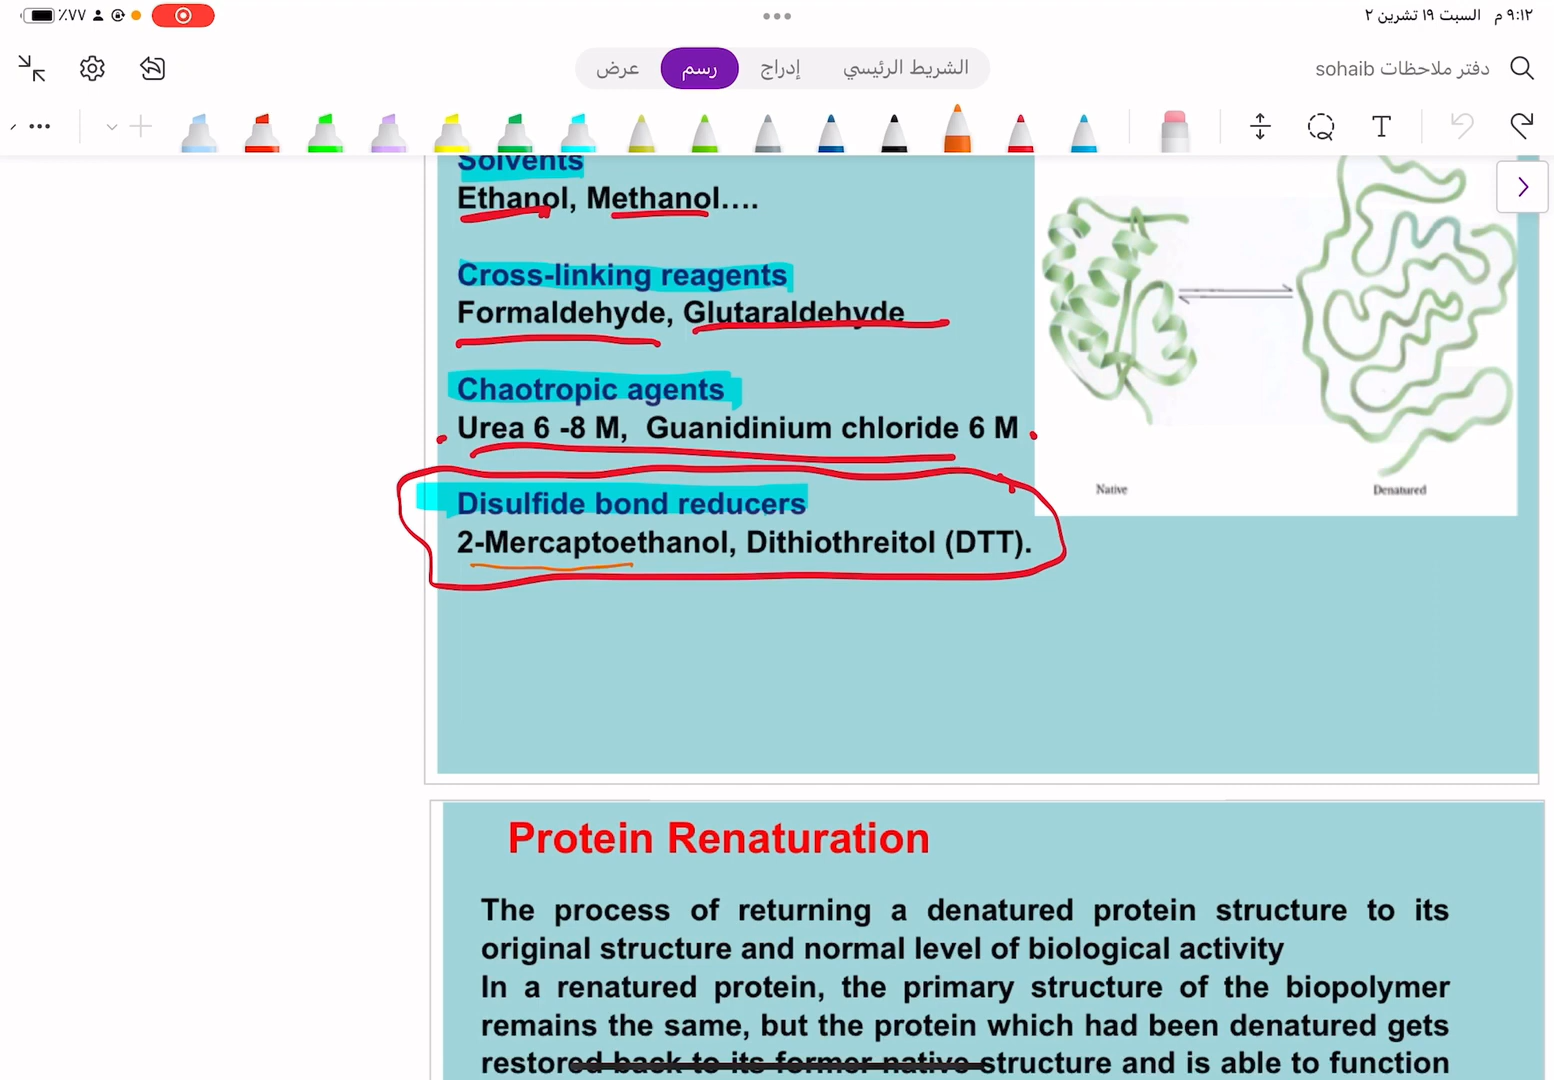 ٪٧٧
السبت ١٩ تشرين ٢ ٩:١٢ م
الشريط الرئيسي إدراج رسم عرض
دفتر ملاحظات sohaib
T
Solvents
Ethanol, Methanol....
Cross-linking reagents
Formaldehyde, Glutaraldehyde
Chaotropic agents
Urea 6 -8 M, Guanidinium chloride 6 M
Disulfide bond reducers
2-Mercaptoethanol, Dithiothreitol (DTT).
Native
Denatured
Protein Renaturation
The process of returning a denatured protein structure to its
original structure and normal level of biological activity
In a renatured protein, the primary structure of the biopolymer
remains the same, but the protein which had been denatured gets
restored back to its former native structure and is able to function